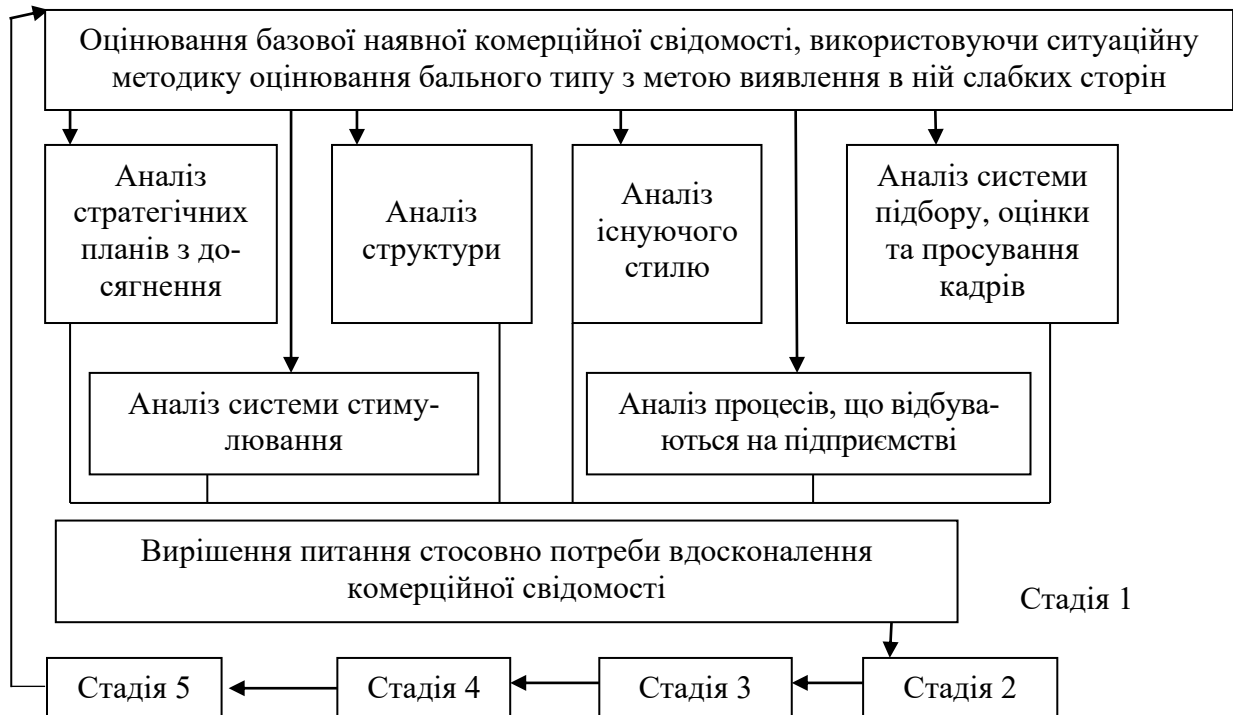 Оцінювання базової наявної комерційної свідомості, використовуючи ситуаційну
методику оцінювання бального типу з метою виявлення в ній слабких сторін
Аналіз
стратегічних
планів з до-
сягнення
Аналіз
структури
Аналіз
існуючого
стилю
Аналіз системи
підбору, оцінки
та просування
кадрів
Аналіз системи стиму-
лювання
Аналіз процесів, що відбува-
ються на підприємстві
Вирішення питання стосовно потреби вдосконалення
комерційної свідомості
Стадія 1
Стадія 5
Стадія 4
Стадія 3
Стадія 2